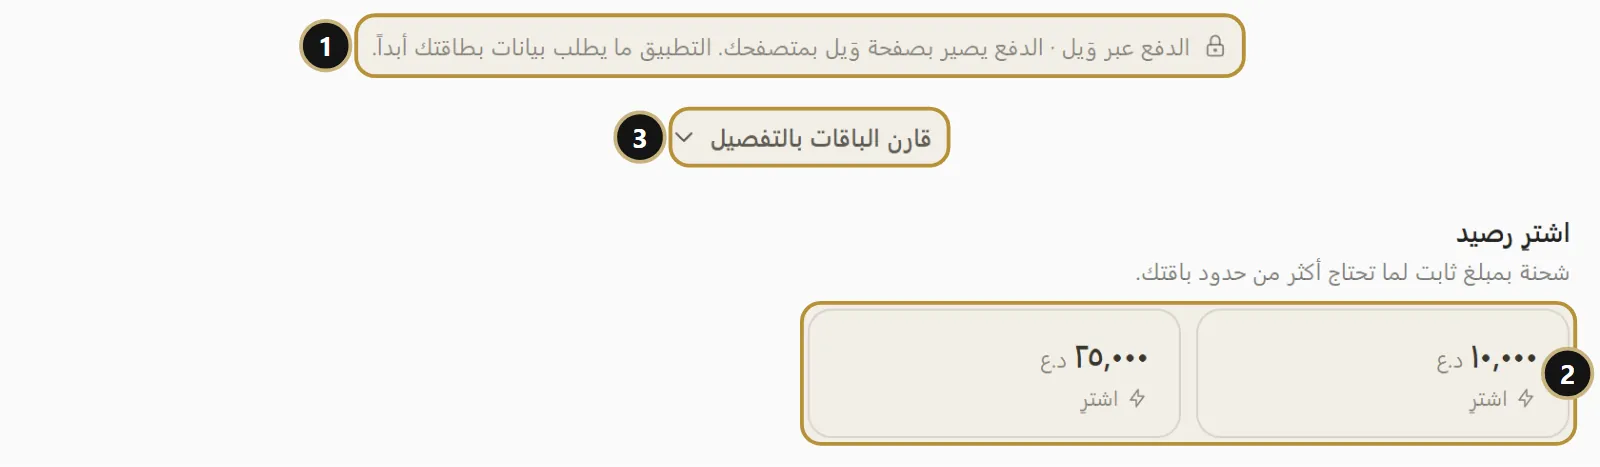 1
الدفع عبر وَيل · الدفع يصير بصفحة وَيل بمتصفحك. التطبيق ما يطلب بيانات بطاقتك أبداً.
3
قارن الباقات بالتفصيل
اشترِ رصيد
شحنة بمبلغ ثابت لما تحتاج أكثر من حدود باقتك.
2
١٠,٠٠٠ د.ع
اشترِ
٢٥,٠٠٠ د.ع
اشترِ